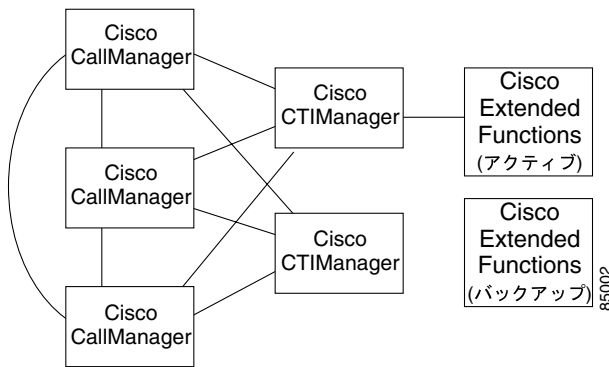 Cisco
CallManager
Cisco
CTIManager
Cisco
Extended
Functions
(アクティブ)
Cisco
CallManager
Cisco
CTIManager
Cisco
Extended
Functions
(バックアップ)
Cisco
CallManager
85002